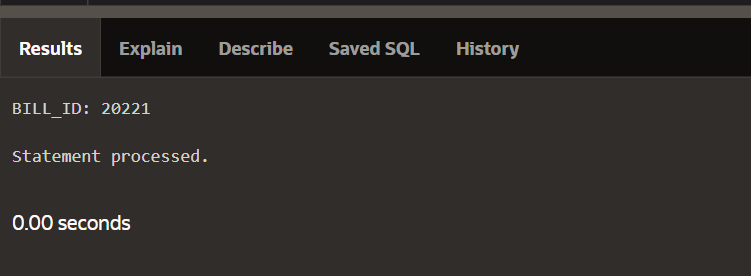 Results Explain Describe Saved SQL History
BILL_ID: 20221
Statement processed.
0.00 seconds